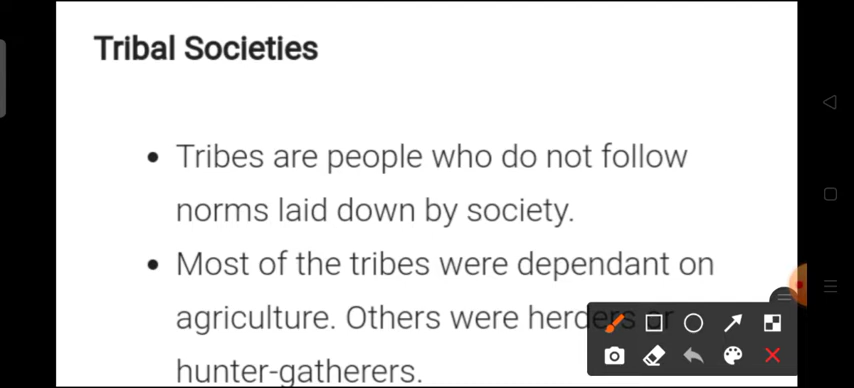 Tribal Societies
• Tribes are people who do not follow
norms laid down by society.
• Most of the tribes were dependant on
agriculture. Others were herders or
hunter-gatherers.